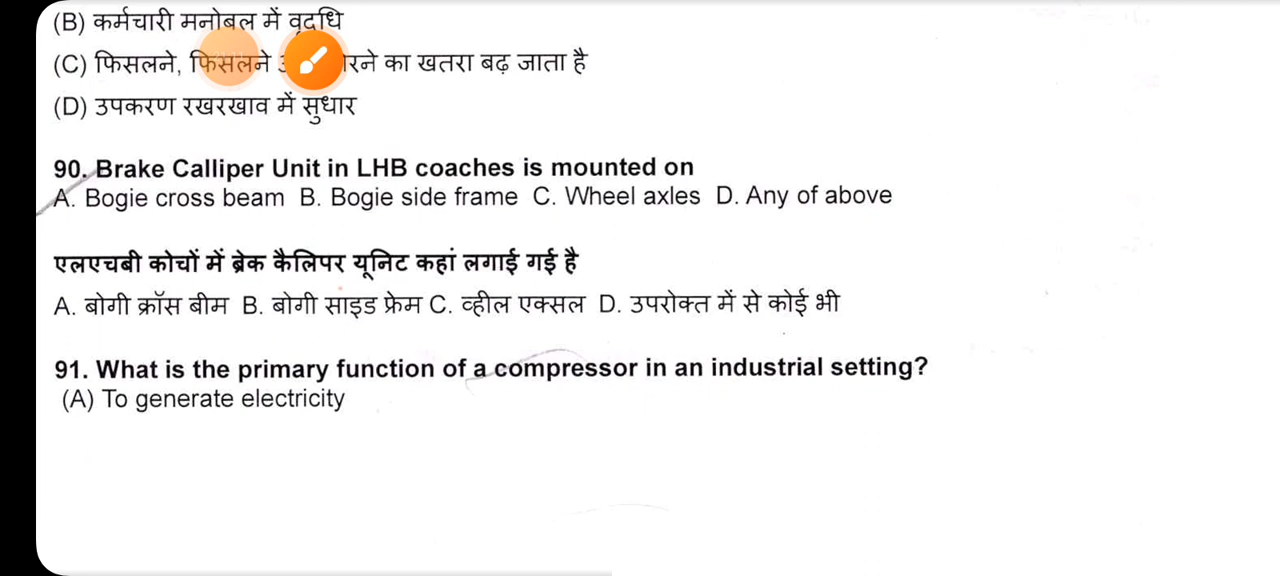 (B) कर्मचारी मनोबल में वृद्धि
(C) फिसलने, फिसलने का खतरा बढ़ जाता है
(D) उपकरण रखरखाव में सुधार
90. Brake Calliper Unit in LHB coaches is mounted on
A. Bogie cross beam B. Bogie side frame C. Wheel axles D. Any of above
एलएचबी कोचों में ब्रेक कैलिपर यूनिट कहां लगाई गई है
A. बोगी क्रॉस बीम B. बोगी साइड फ्रेम C. व्हील एक्सल D. उपरोक्त में से कोई भी
91. What is the primary function of a compressor in an industrial setting?
(A) To generate electricity